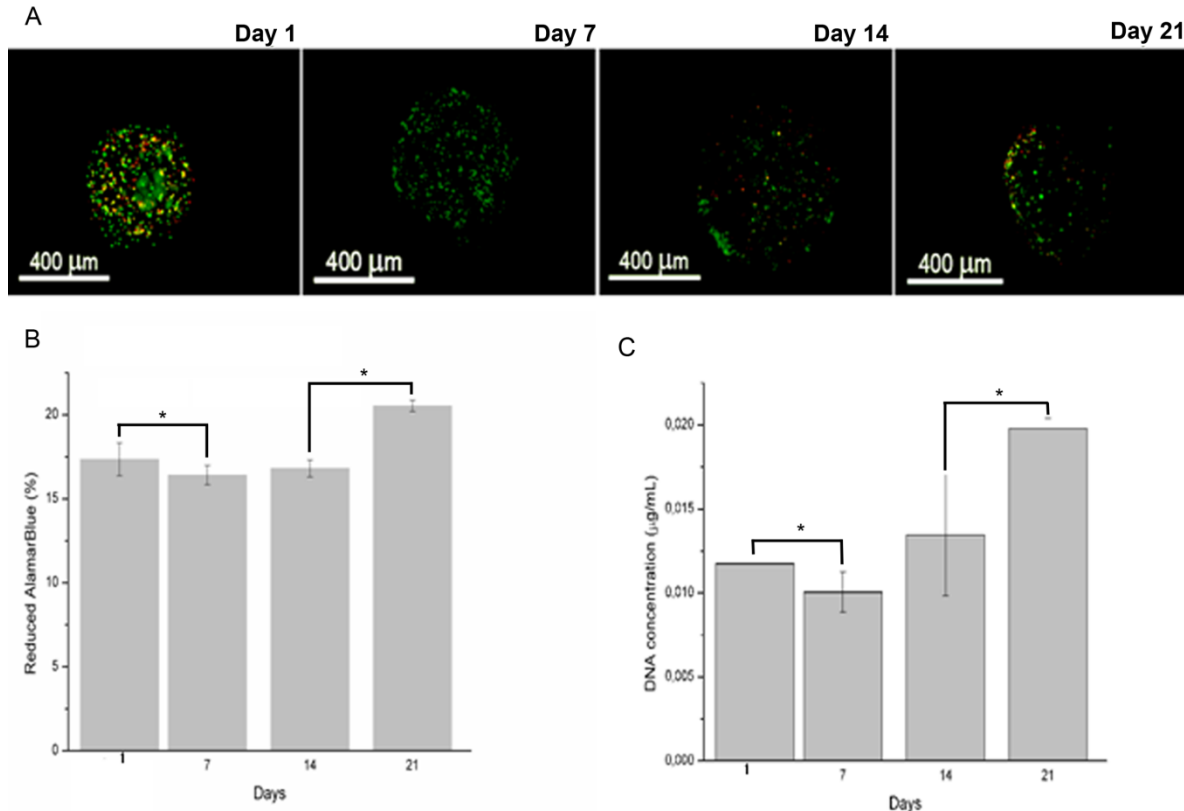 A
Day 1
Day 7
Day 14
Day 21
400 μm
400 μm
400 μm
400 μm
B
Reduced AlamarBlue (%)
20
15
10
5
0
*
*
1
7
14
21
Days
C
DNA concentration (μg/mL)
0,020
0,015
0,010
0,005
0,000
*
*
1
7
14
21
Days